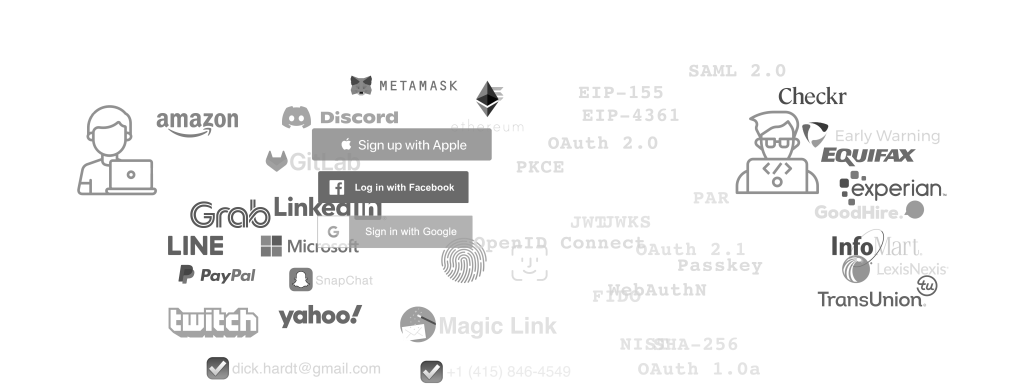 SAML 2.0
METAMASK
EIP-155
Checkr
ethereum
EIP-4361
amazon
Discord
Early Warning
Sign up with Apple
OAuth 2.0
EQUIFAX
GitLab
PKCE
Log in with Facebook
experian
PAR
LinkedIn
Grab
GoodHire
JWT
JWKS
G Sign in with Google
LINE
Microsoft
OpenID Connect
OAuth 2.1
InfoMart
Passkey
LexisNexis
PayPal
SnapChat
WebAuthN
FIDO
tu
TransUnion
twitch
yahoo!
Magic Link
NIST
SHA-256
dick.hardt@gmail.com
+1 (415) 846-4549
OAuth 1.0a